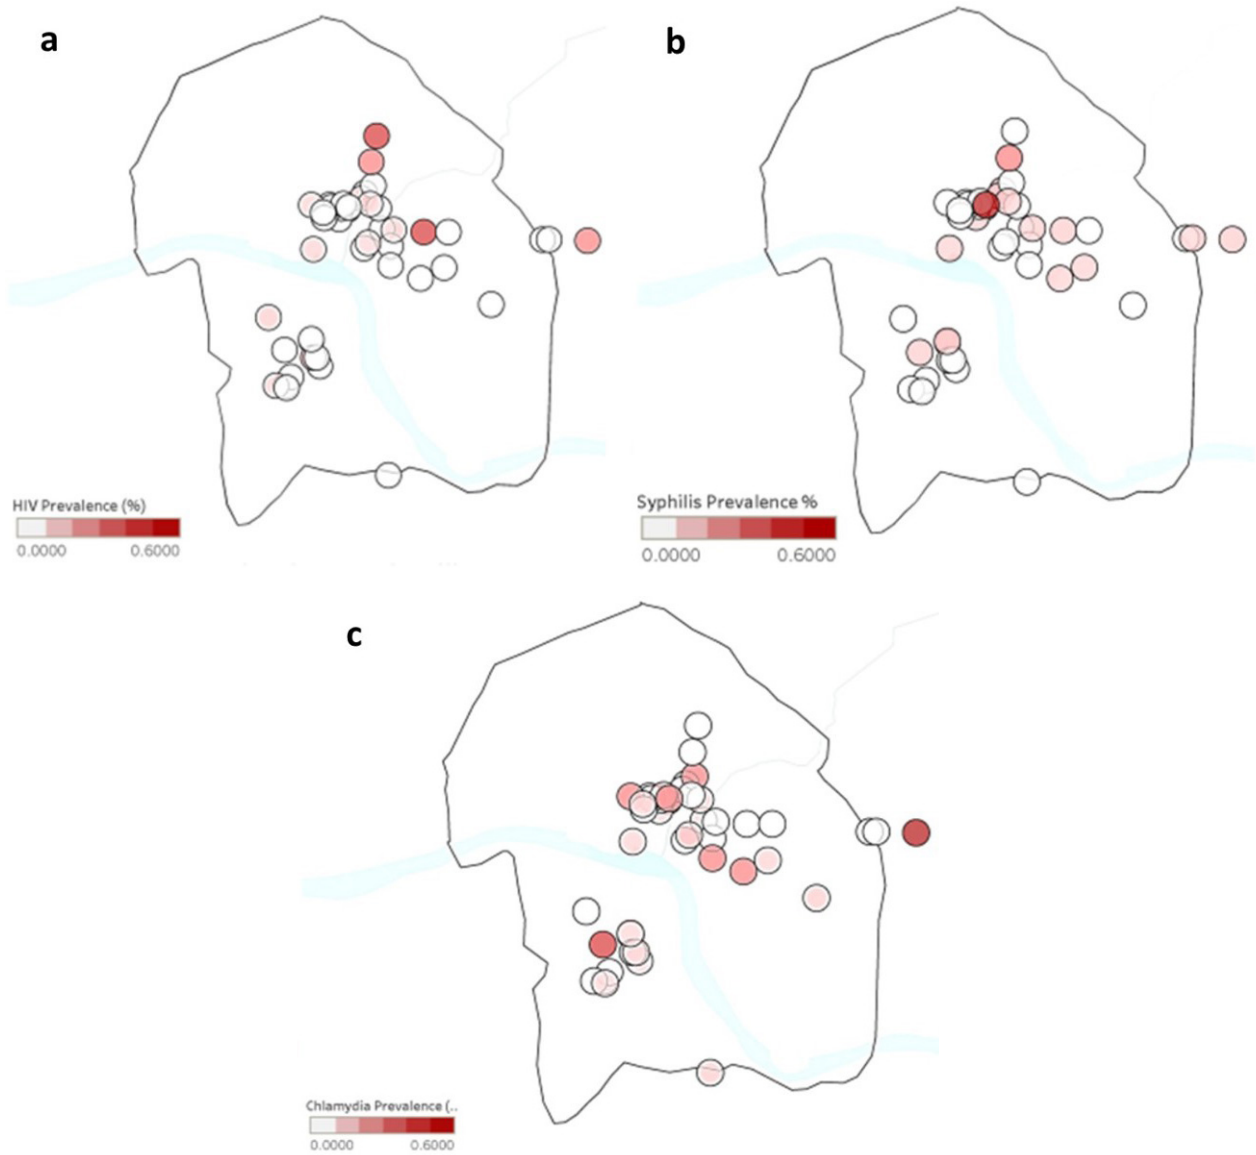 a
b
HIV Prevalence (%)
0.0000 0.6000
Syphilis Prevalence %
0.0000 0.6000
c
Chlamydia Prevalence (..
0.0000 0.6000